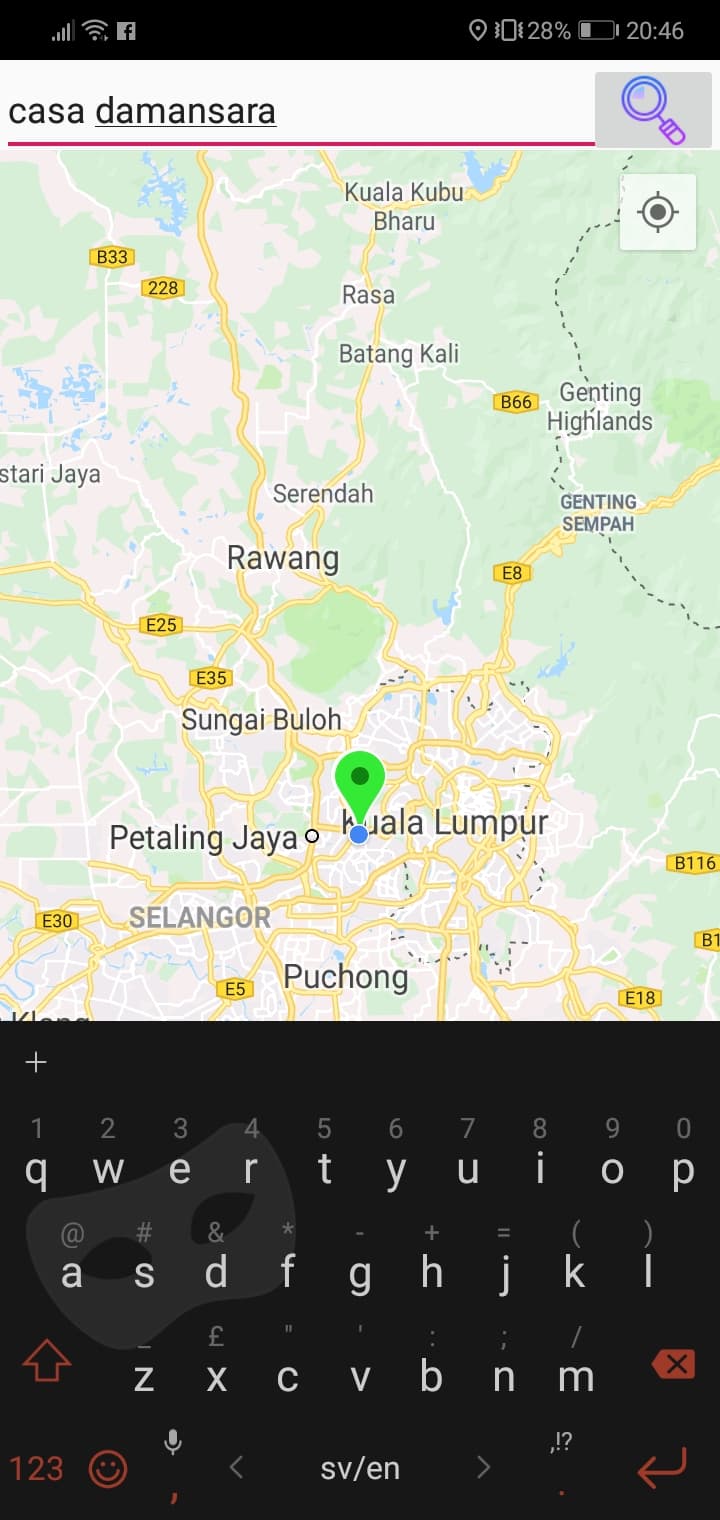 28% 20:46
casa damansara
Kuala Kubu
Bharu
B33
228
Rasa
Batang Kali
B66
Genting
Highlands
stari Jaya
Serendah
GENTING
SEMPAH
Rawang
E8
E25
E35
Sungai Buloh
Kuala Lumpur
Petaling Jaya
B116
SELANGOR
E30
B1
Puchong
E5
E18
Klang
+
1 2 3 4 5 6 7 8 9 0
q w e r t y u i o p
@ # & * - + = ( )
a s d f g h j k l
_ £ " ' : ; /
z x c v b n m
,!?
123 , < sv/en > .